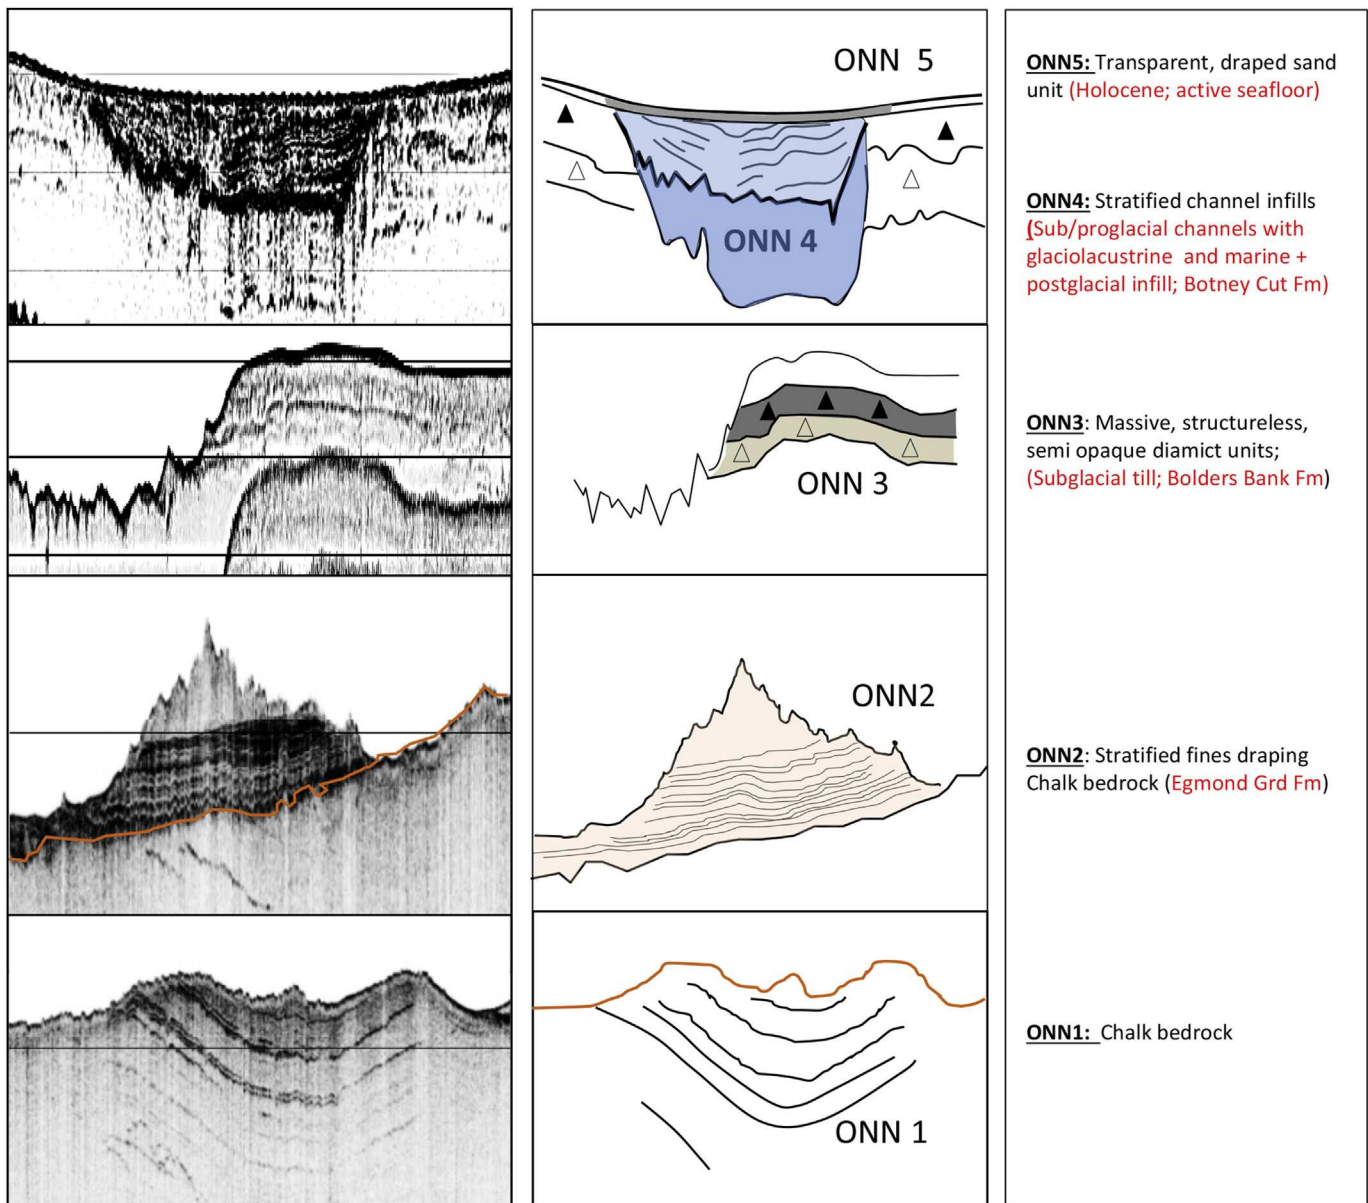 ONN 5
ONN5: Transparent, draped sand
unit (Holocene; active seafloor)
ONN 4
ONN4: Stratified channel infills
(Sub/proglacial channels with
glaciolacustrine and marine +
postglacial infill; Botney Cut Fm)
ONN 3
ONN3: Massive, structureless,
semi opaque diamict units;
(Subglacial till; Bolders Bank Fm)
ONN2
ONN2: Stratified fines draping
Chalk bedrock (Egmond Grd Fm)
ONN 1
ONN1: Chalk bedrock